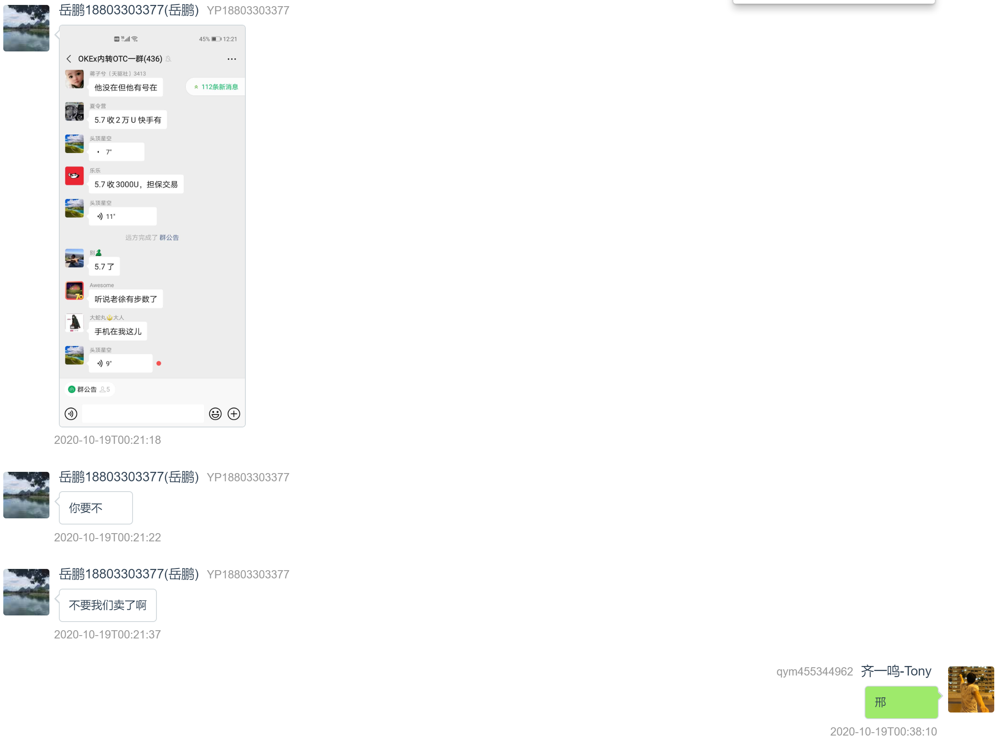 岳鹏18803303377(岳鹏) YP18803303377
HD 5G 45% 12:21
OKEx内转OTC一群(436)
蒋子兮（天驱社）3413
他没在但他有号在
112条新消息
夏令营
5.7收2万U 快手有
头顶星空
7"
乐乐
5.7收3000U，担保交易
头顶星空
11"
远方完成了 群公告
别
5.7了
Awesome
听说老徐有步数了
70
大蛇丸🔱大人
手机在我这儿
头顶星空
9"
群公告 5
2020-10-19T00:21:18
岳鹏18803303377(岳鹏) YP18803303377
你要不
2020-10-19T00:21:22
岳鹏18803303377(岳鹏) YP18803303377
不要我们卖了啊
2020-10-19T00:21:37
qym455344962 齐一鸣-Tony
邢
2020-10-19T00:38:10